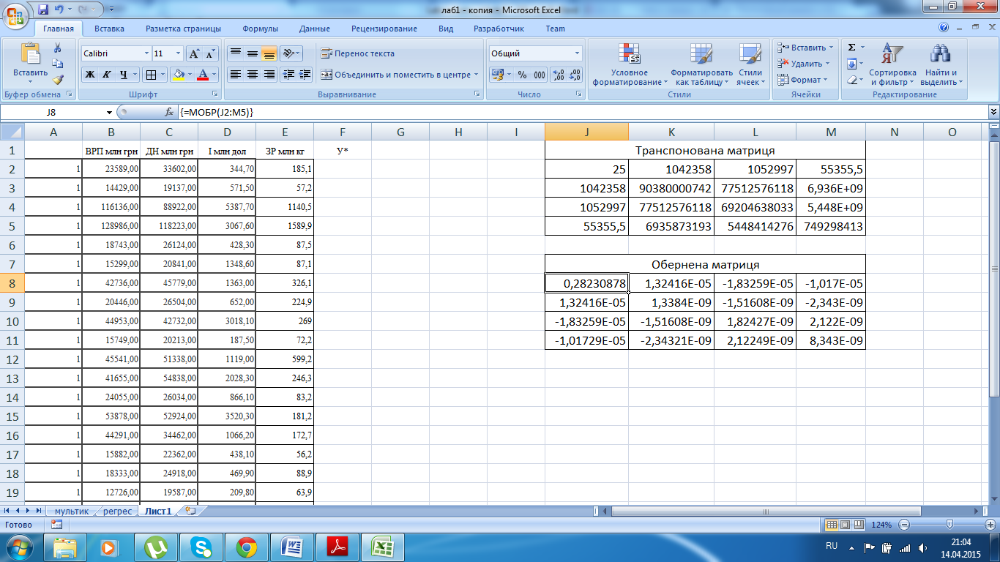 лаб1 - копия - Microsoft Excel
Главная Вставка Разметка страницы Формулы Данные Рецензирование Вид Разработчик Team
Вставить Calibri 11 Перенос текста Общий Условное форматирование Форматировать как таблицу Стили ячеек Вставить Σ Сортировка и фильтр Найти и выделить
Ж К Ч А Объединить и поместить в центре % 000 Удалить
Формат
Буфер обмена Шрифт Выравнивание Число Стили Ячейки Редактирование
J8 fx {=МОБР(J2:M5)}
A B C D E F G H I J K L M N O
1 ВРП млн грн ДН млн грн І млн дол ЗР млн кг У* Транспонована матриця
2 1 23589,00 33602,00 344,70 185,1 25 1042358 1052997 55355,5
3 1 14429,00 19137,00 571,50 57,2 1042358 90380000742 77512576118 6,936E+09
4 1 116136,00 88922,00 5387,70 1140,5 1052997 77512576118 69204638033 5,448E+09
5 1 128986,00 118223,00 3067,60 1589,9 55355,5 6935873193 5448414276 749298413
6 1 18743,00 26124,00 428,30 87,5
7 1 15299,00 20841,00 1348,60 87,1 Обернена матриця
8 1 42736,00 45779,00 1363,00 326,1 0,28230878 1,32416E-05 -1,83259E-05 -1,017E-05
9 1 20446,00 26504,00 652,00 224,9 1,32416E-05 1,3384E-09 -1,51608E-09 -2,343E-09
10 1 44953,00 42732,00 3018,10 269 -1,83259E-05 -1,51608E-09 1,82427E-09 2,122E-09
11 1 15749,00 20213,00 187,50 72,2 -1,01729E-05 -2,34321E-09 2,12249E-09 8,343E-09
12 1 45541,00 51338,00 1119,00 599,2
13 1 41655,00 54838,00 2028,30 246,3
14 1 24055,00 26034,00 866,10 83,2
15 1 53878,00 52924,00 3520,30 181,2
16 1 44291,00 34462,00 1066,20 172,7
17 1 15882,00 22362,00 438,10 56,2
18 1 18333,00 24918,00 469,90 88,9
19 1 12726,00 19587,00 209,80 63,9
мультик регрес Лист1
Готово 124%
RU 21:04
14.04.2015